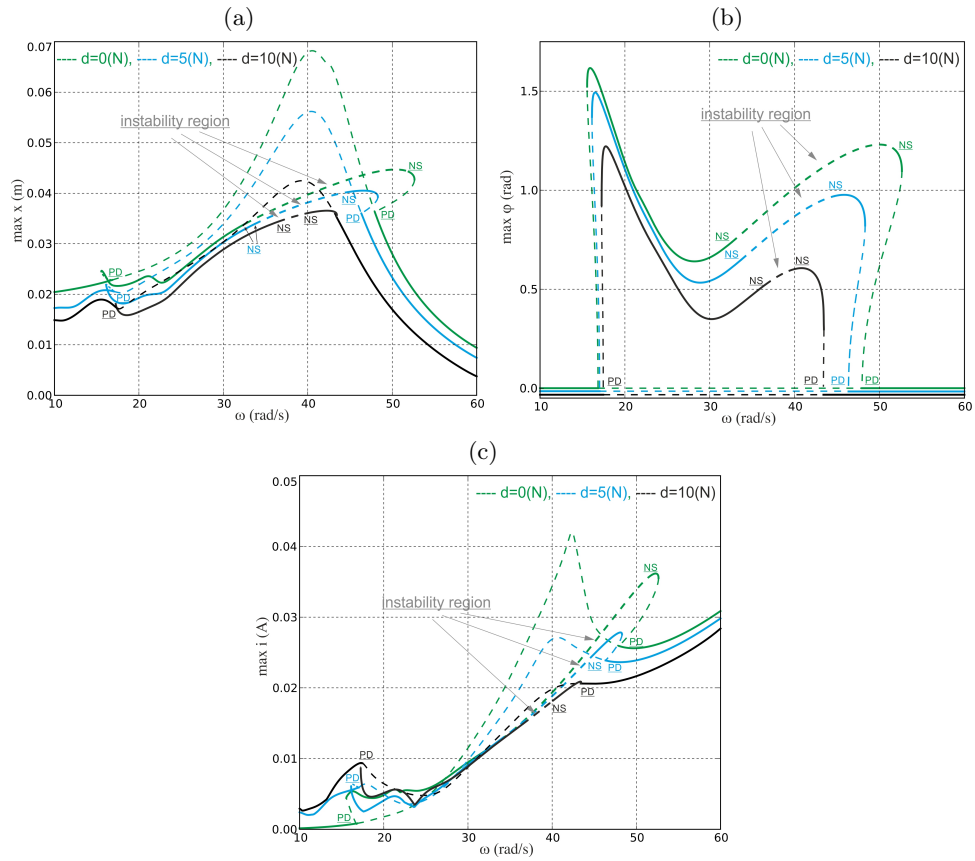 (a)
0.07
d=0(N), d=5(N), d=10(N)
0.06
instability region
0.05
NS
0.04
NS
PD
PD
NS
NS
max x (m)
0.03
NS
PD
0.02
PD
PD
0.01
0.00
10 20 30 40 50 60
ω (rad/s)
(b)
d=0(N), d=5(N), d=10(N)
1.5
instability region
NS
1.0
NS
NS
NS
NS
max φ (rad)
0.5
PD
PD
PD
PD
0.0
10 20 30 40 50 60
ω (rad/s)
(c)
0.05
d=0(N), d=5(N), d=10(N)
0.04
NS
instability region
0.03
PD
NS
PD
max i (A)
0.02
PD
NS
0.01
PD
PD
PD
0.00
10 20 30 40 50 60
ω (rad/s)